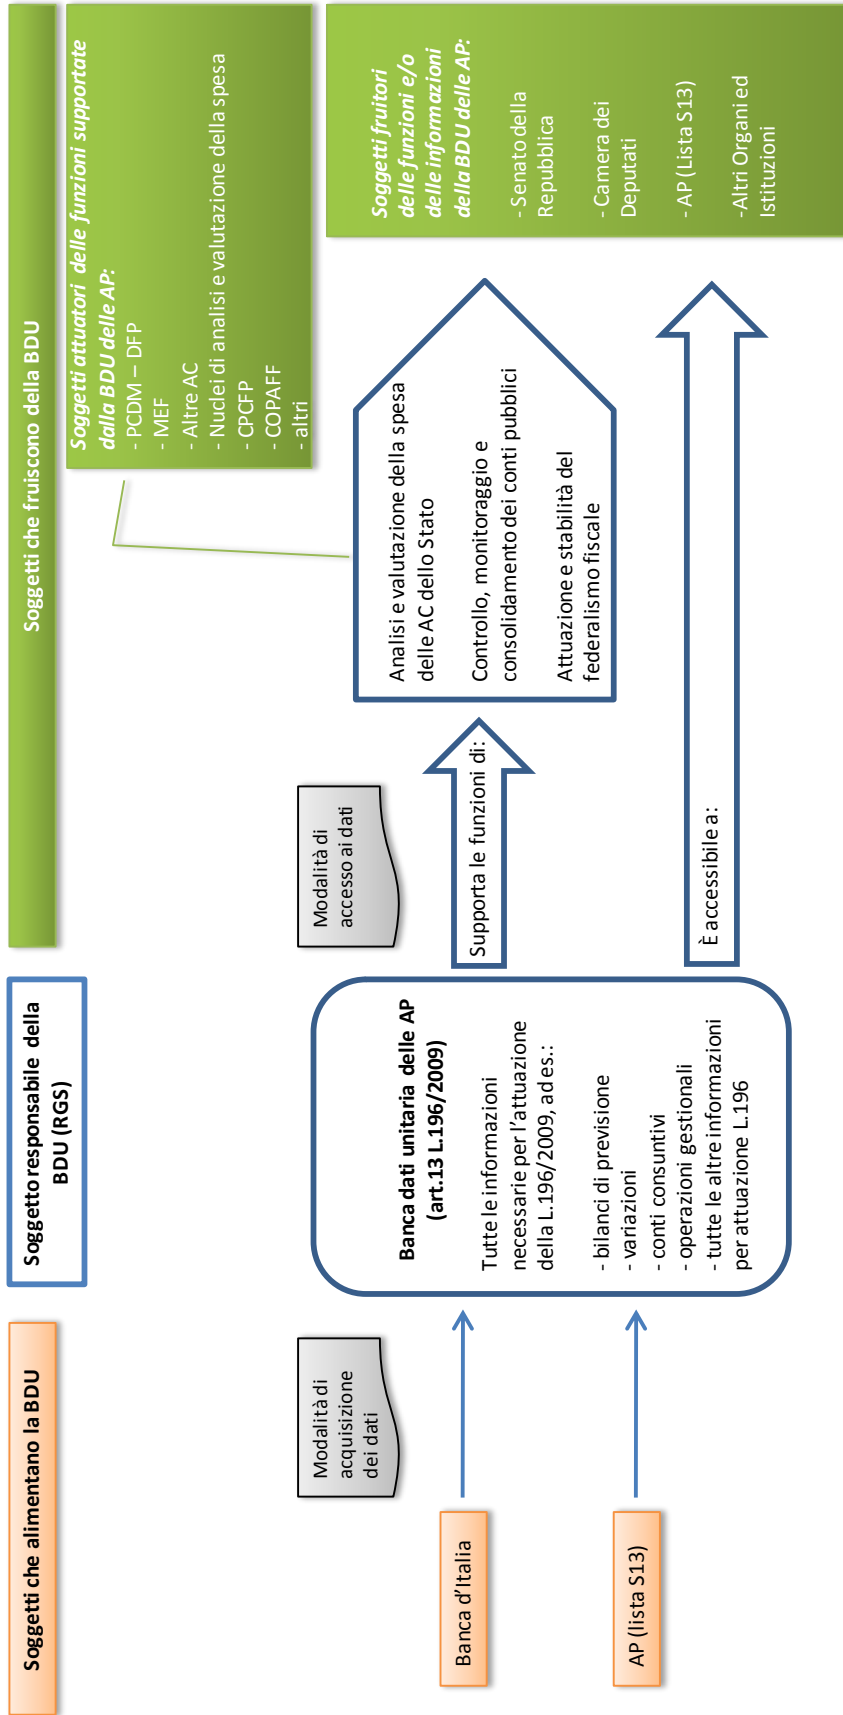 Soggetti che alimentano la BDU
Soggetto responsabile della
BDU (RGS)
Soggetti che fruiscono della BDU
Modalità di
acquisizione
dei dati
Banca d'Italia
AP (lista S13)
Banca dati unitaria delle AP
(art.13 L.196/2009)
Tutte le informazioni
necessarie per l'attuazione
della L.196/2009, ad es.:
- bilanci di previsione
- variazioni
- conti consuntivi
- operazioni gestionali
- tutte le altre informazioni
per attuazione L.196
Modalità di
accesso ai dati
Supporta le funzioni di:
È accessibile a:
Analisi e valutazione della spesa
delle AC dello Stato
Controllo, monitoraggio e
consolidamento dei conti pubblici
Attuazione e stabilità del
federalismo fiscale
Soggetti attuatori delle funzioni supportate
dalla BDU delle AP:
- PCDM – DFP
- MEF
- Altre AC
- Nuclei di analisi e valutazione della spesa
- CPCFP
- COPAFF
- altri
Soggetti fruitori
delle funzioni e/o
delle informazioni
della BDU delle AP:
- Senato della
Repubblica
- Camera dei
Deputati
- AP (Lista S13)
-Altri Organi ed
Istituzioni